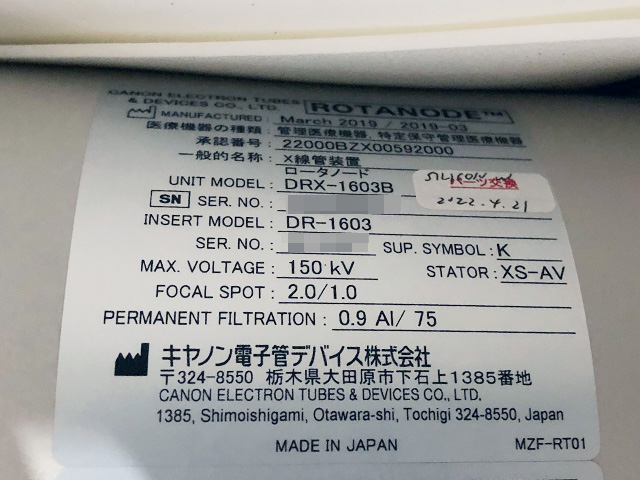 CANON ELECTRON TUBES
& DEVICES CO., LTD.
ROTANODE™
MANUFACTURED: March 2019 / 2019-03
医療機器の種類: 管理医療機器, 特定保守管理医療機器
承認番号: 22000BZX00592000
一般的名称: X線管装置
ロータノード
UNIT MODEL: DRX-1603B
パーツ交換
2022.4.21
SN SER. NO.:
INSERT MODEL: DR-1603
SER. NO.: SUP. SYMBOL: K
MAX. VOLTAGE: 150 kV STATOR: XS-AV
FOCAL SPOT: 2.0/1.0
PERMANENT FILTRATION: 0.9 Al/ 75
キヤノン電子管デバイス株式会社
〒324-8550 栃木県大田原市下石上1385番地
CANON ELECTRON TUBES & DEVICES CO., LTD.
1385, Shimoishigami, Otawara-shi, Tochigi 324-8550, Japan
MADE IN JAPAN MZF-RT01